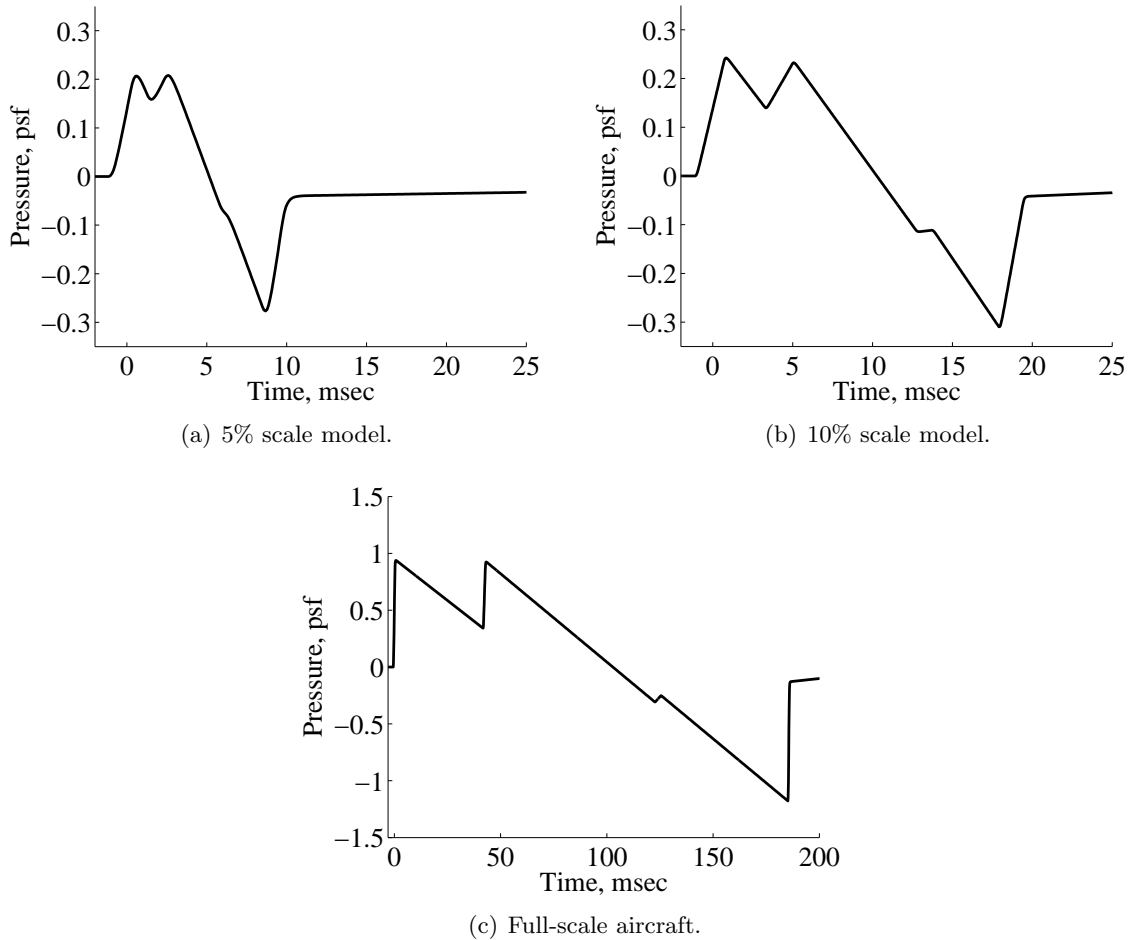 0.3
0.2
0.1
0
−0.1
−0.2
−0.3
Pressure, psf
0 5 10 15 20 25
Time, msec
(a) 5% scale model.
0.3
0.2
0.1
0
−0.1
−0.2
−0.3
Pressure, psf
0 5 10 15 20 25
Time, msec
(b) 10% scale model.
1.5
1
0.5
0
−0.5
−1
−1.5
Pressure, psf
0 50 100 150 200
Time, msec
(c) Full-scale aircraft.